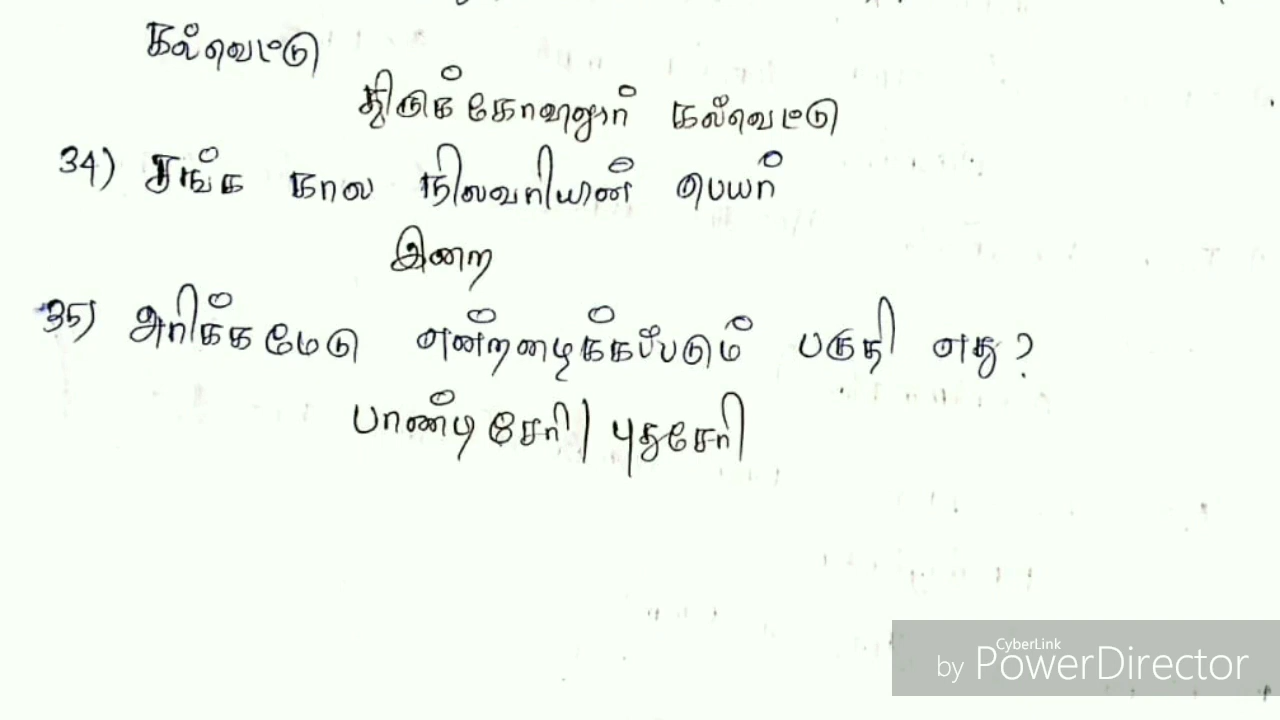 கல்வெட்டு
திருக்கோவலூர் கல்வெட்டு
34) சங்க கால நிலவரியின் பெயர்
இறை
35) அரிக்கமேடு என்றழைக்கப்படும் பகுதி எது?
பாண்டிசேரி / புதுசேரி
CyberLink
by PowerDirector